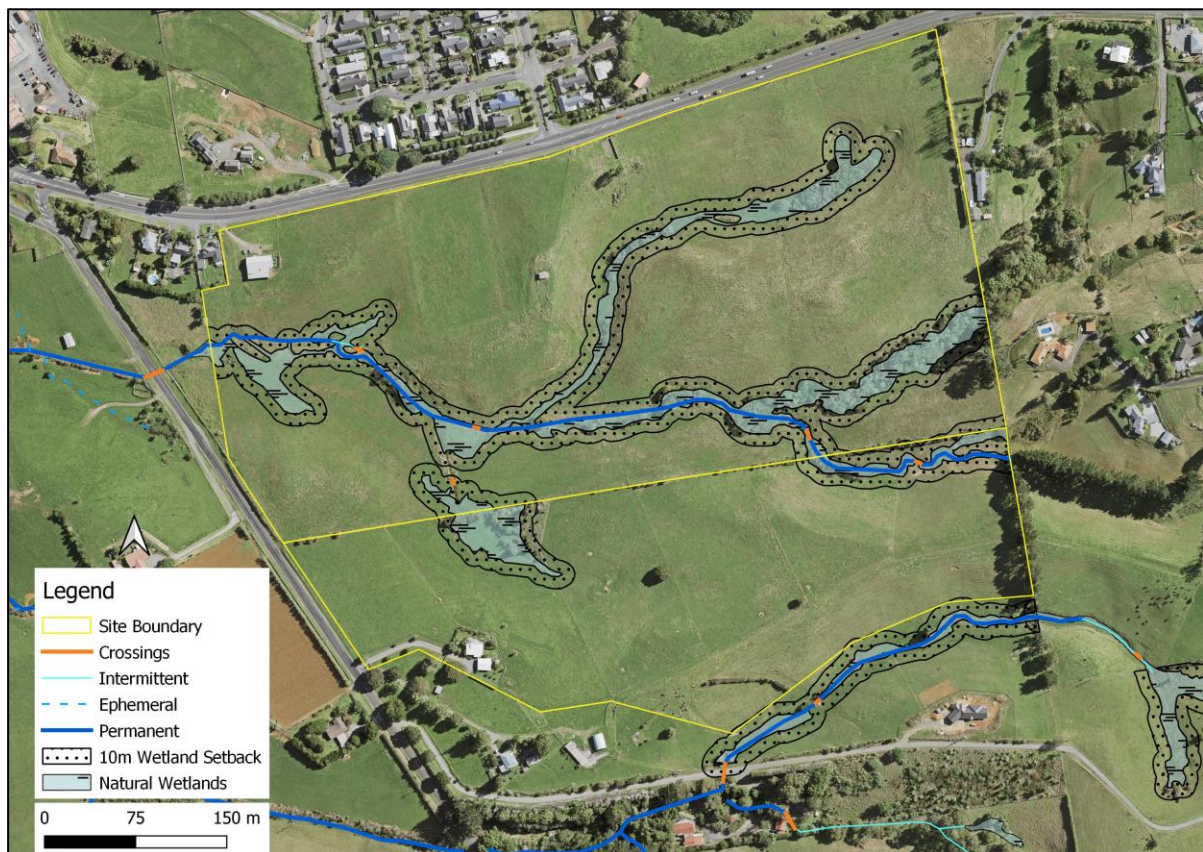 Legend
Site Boundary
Crossings
Intermittent
Ephemeral
Permanent
10m Wetland Setback
Natural Wetlands
0 75 150 m